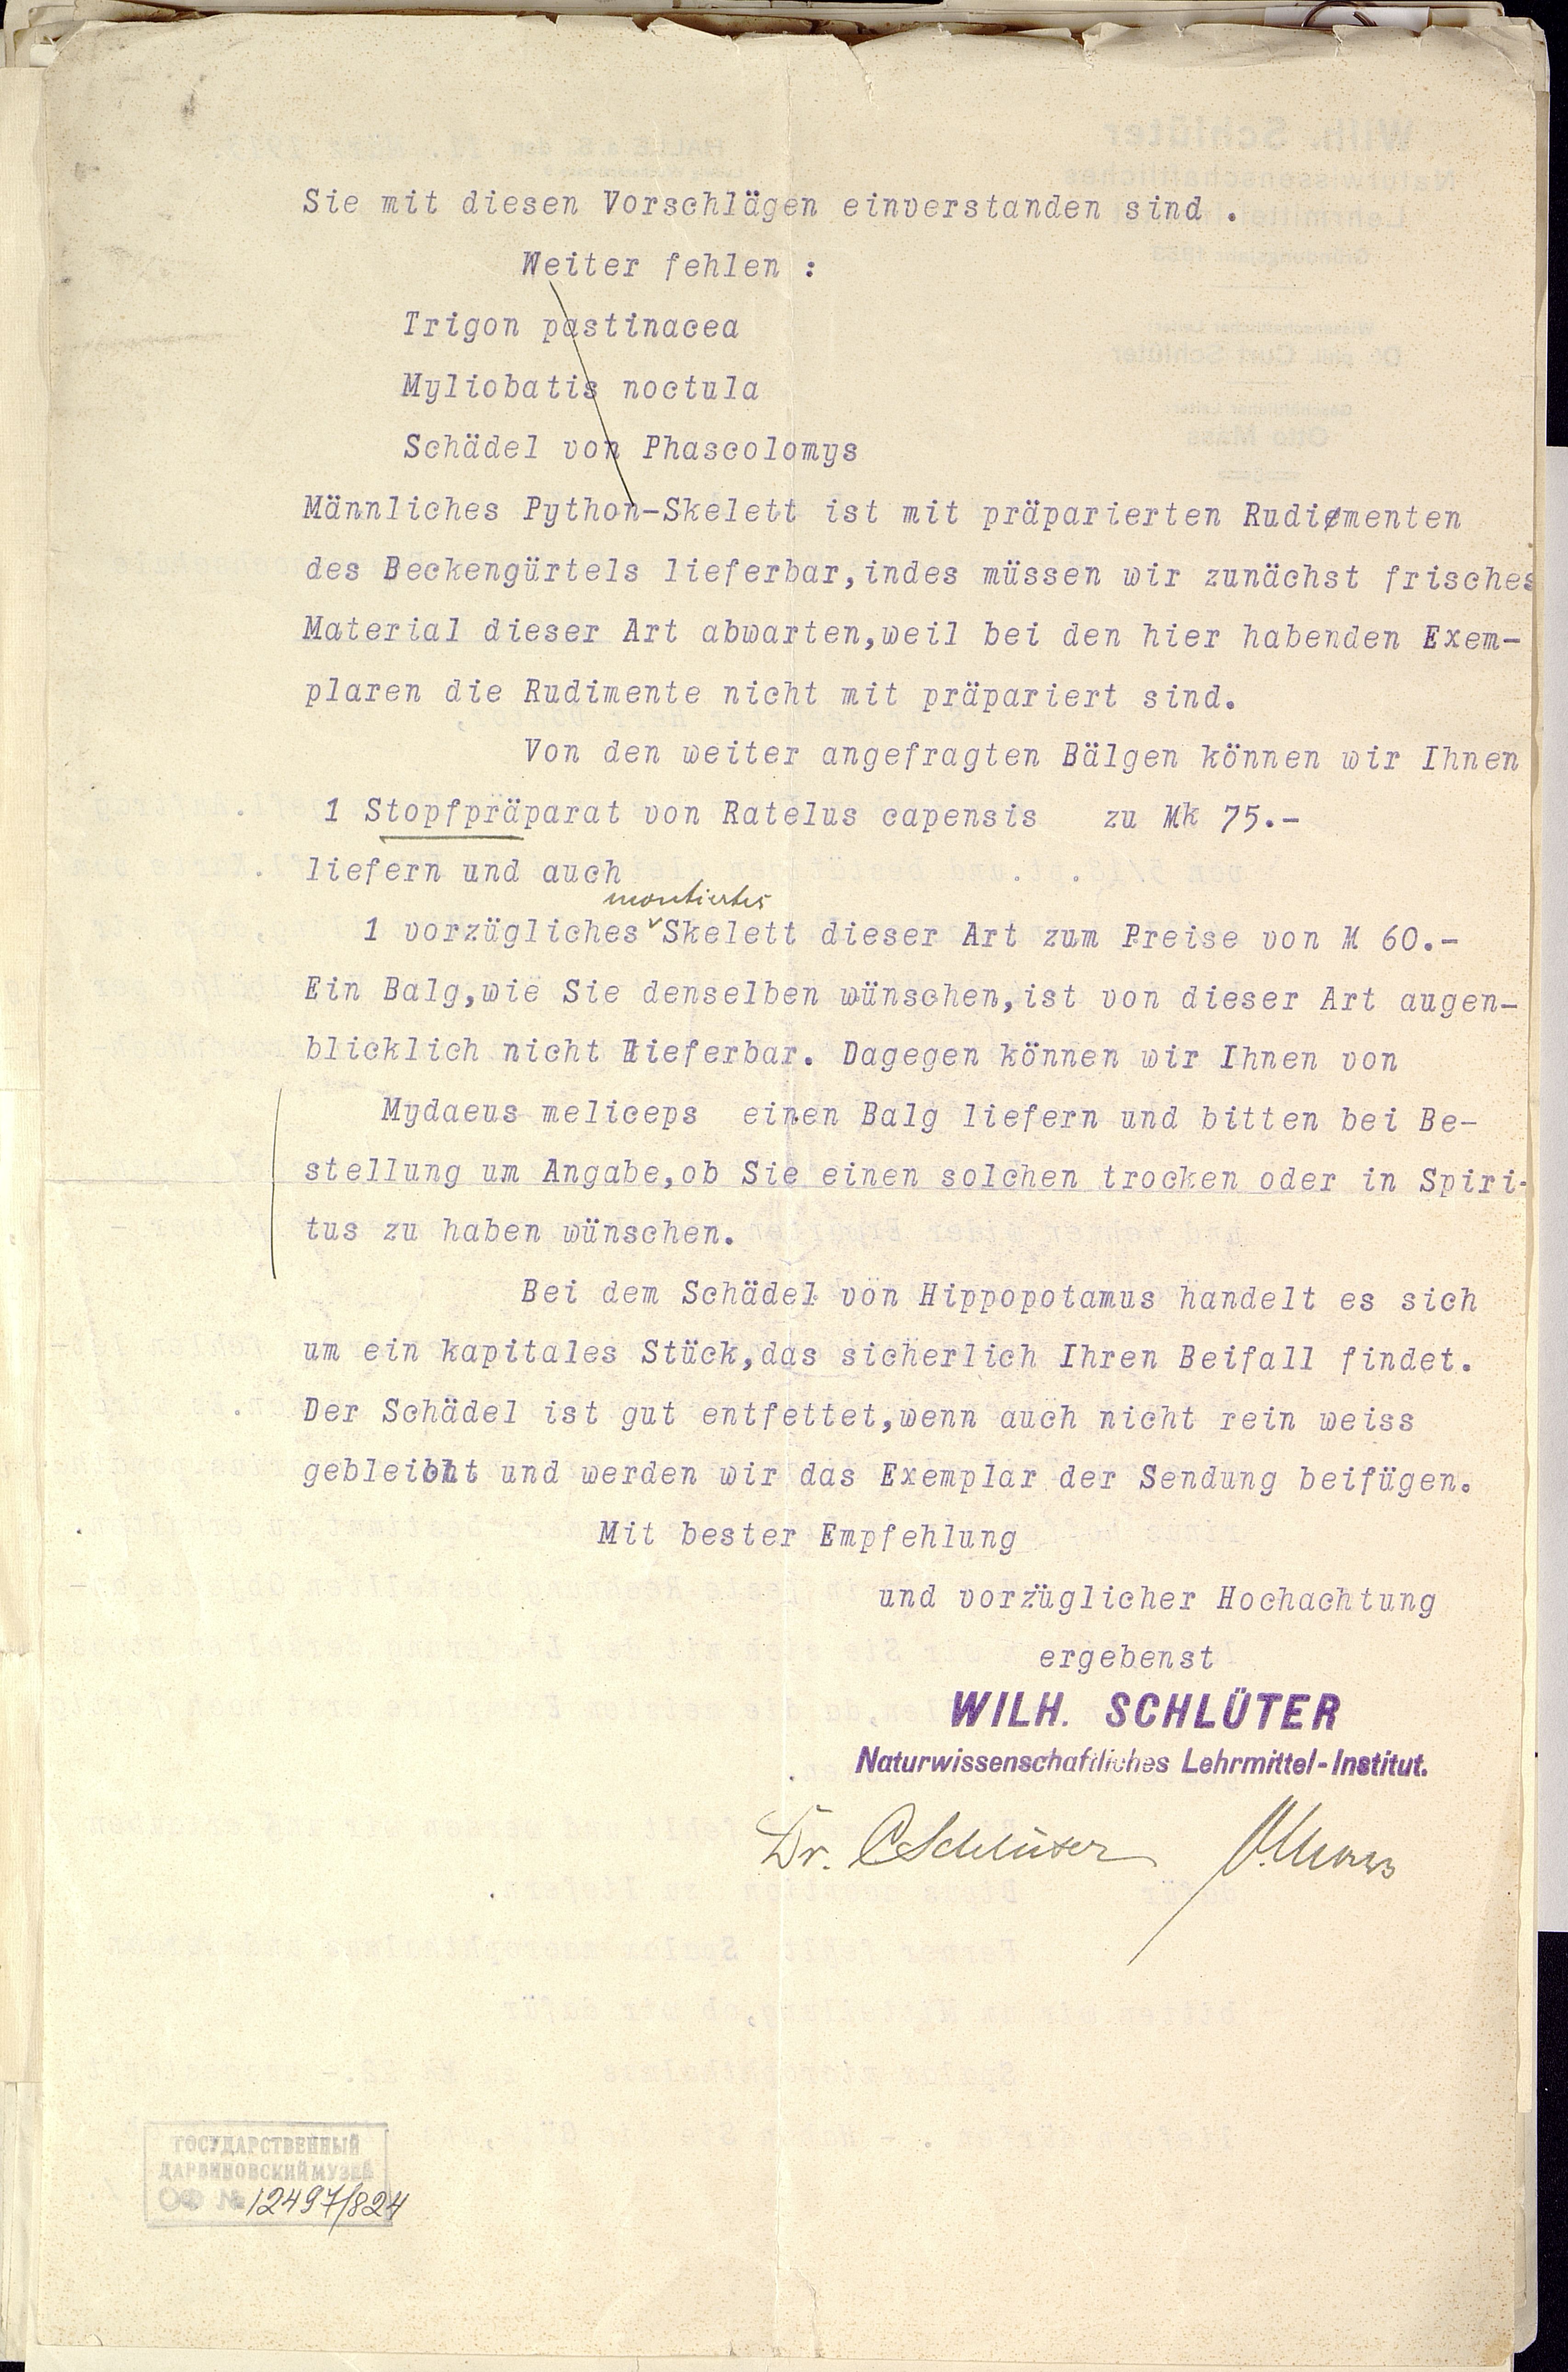 Sie mit diesen Vorschlägen einverstanden sind .
Weiter fehlen :
Trigon pastinacea
Myliobatis noctula
Schädel von Phascolomys
Männliches Python-Skelett ist mit präparierten Rudimenten
des Beckengürtels lieferbar,indes müssen wir zunächst frisches
Material dieser Art abwarten,weil bei den hier habenden Exem-
plaren die Rudimente nicht mit präpariert sind.
Von den weiter angefragten Bälgen können wir Ihnen
1 Stopfpräparat von Ratelus capensis zu Mk 75.-
liefern und auch
montiertes
1 vorzügliches Skelett dieser Art zum Preise von M 60.-
Ein Balg,wie Sie denselben wünschen,ist von dieser Art augen-
blicklich nicht lieferbar. Dagegen können wir Ihnen von
Mydaeus meliceps einen Balg liefern und bitten bei Be-
stellung um Angabe,ob Sie einen solchen trocken oder in Spiri-
tus zu haben wünschen.
Bei dem Schädel von Hippopotamus handelt es sich
um ein kapitales Stück,das sicherlich Ihren Beifall findet.
Der Schädel ist gut entfettet,wenn auch nicht rein weiss
gebleicht und werden wir das Exemplar der Sendung beifügen.
Mit bester Empfehlung
und vorzüglicher Hochachtung
ergebenst
WILH. SCHLÜTER
Naturwissenschaftliches Lehrmittel-Institut.
Dr. C Schlüter
ГОСУДАРСТВЕННЫЙ
ДАРВИНОВСКИЙ МУЗЕЙ
ОФ № 12497/824